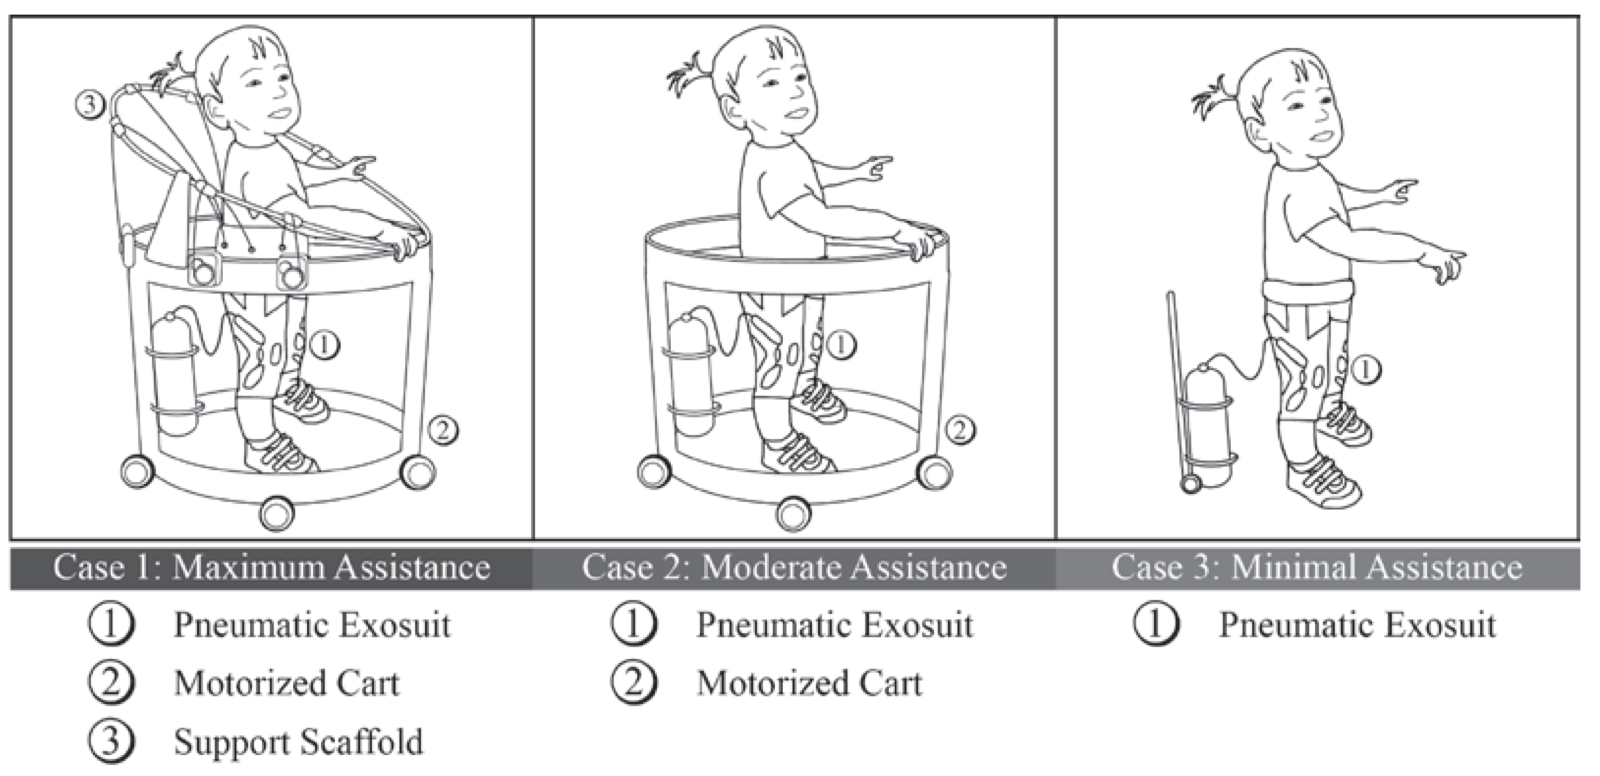 ③
①
②
①
②
①
Case 1: Maximum Assistance
① Pneumatic Exosuit
② Motorized Cart
③ Support Scaffold
Case 2: Moderate Assistance
① Pneumatic Exosuit
② Motorized Cart
Case 3: Minimal Assistance
① Pneumatic Exosuit